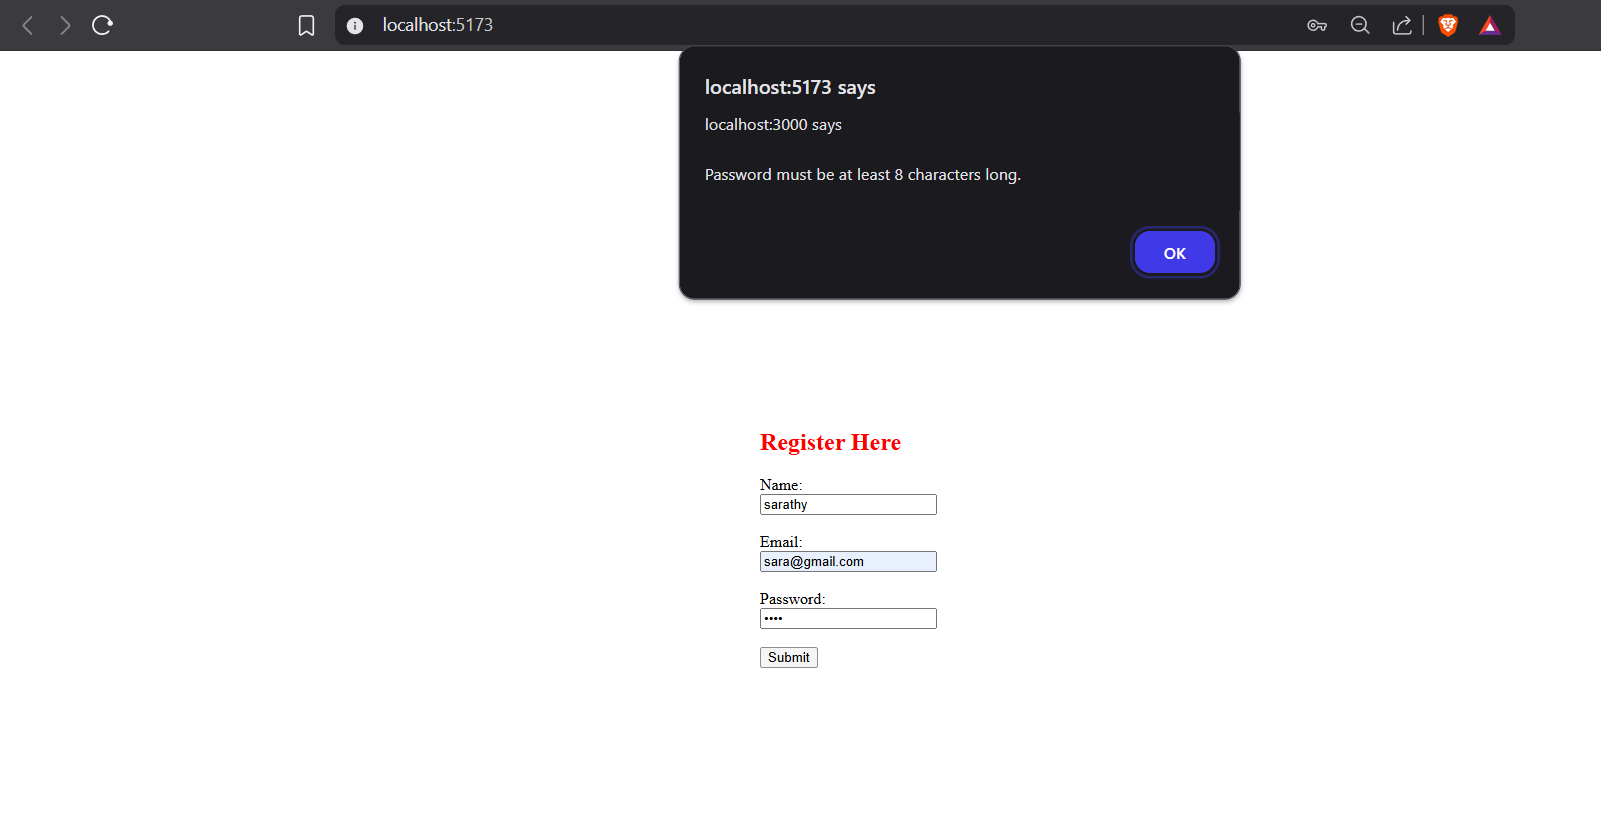 localhost:5173
localhost:5173 says
localhost:3000 says
Password must be at least 8 characters long.
OK
Register Here
Name:
sarathy
Email:
sara@gmail.com
Password:
••••
Submit